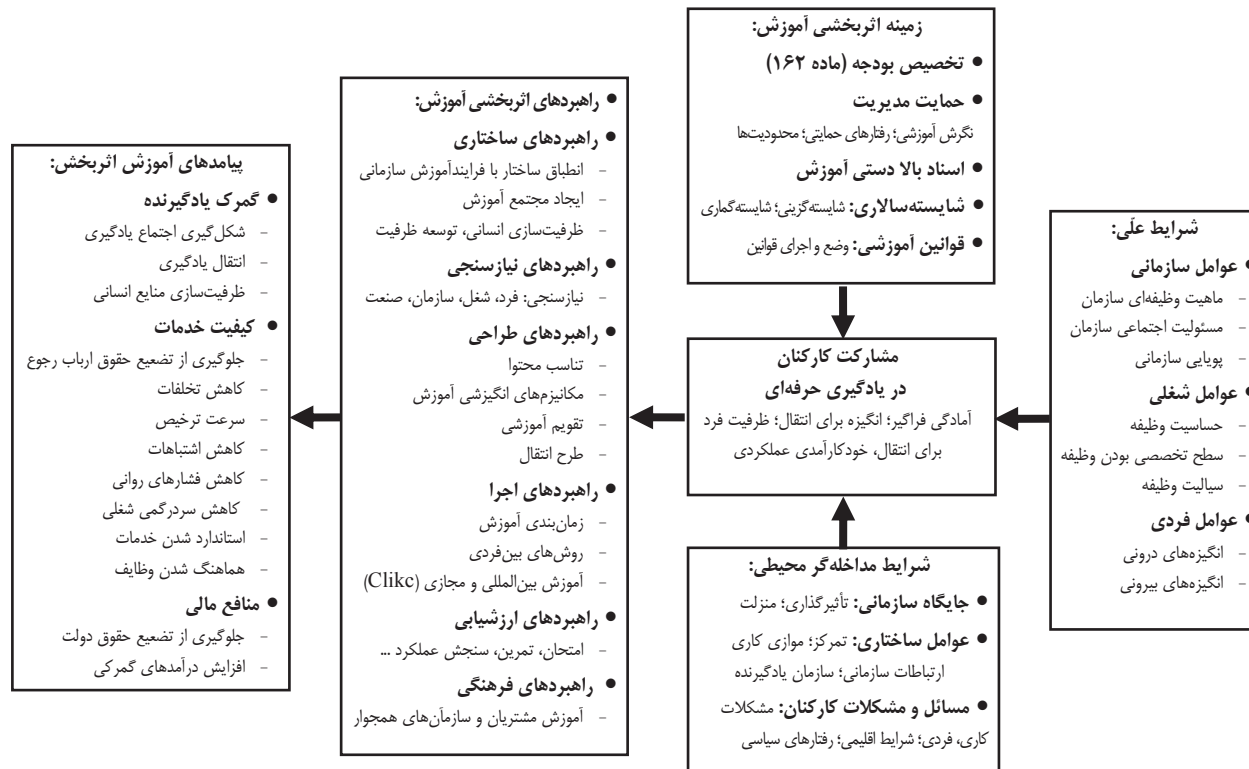 زمینه اثربخشی آموزش:
● تخصیص بودجه (ماده ۱۶۲)
● حمایت مدیریت
نگرش آموزشی؛ رفتارهای حمایتی؛ محدودیت‌ها
● اسناد بالا دستی آموزش
● شایسته‌سالاری: شایسته‌گزینی؛ شایسته‌گماری
● قوانین آموزشی: وضع و اجرای قوانین
شرایط علّی:
● عوامل سازمانی
- ماهیت وظیفه‌ای سازمان
- مسئولیت اجتماعی سازمان
- پویایی سازمانی
● عوامل شغلی
- حساسیت وظیفه
- سطح تخصصی بودن وظیفه
- سیالیت وظیفه
● عوامل فردی
- انگیزه‌های درونی
- انگیزه‌های بیرونی
مشارکت کارکنان
در یادگیری حرفه‌ای
آمادگی فراگیر؛ انگیزه برای انتقال؛ ظرفیت فرد
برای انتقال، خودکارآمدی عملکردی
شرایط مداخله‌گر محیطی:
● جایگاه سازمانی: تأثیرگذاری؛ منزلت
● عوامل ساختاری: تمرکز؛ موازی کاری
ارتباطات سازمانی؛ سازمان یادگیرنده
● مسائل و مشکلات کارکنان: مشکلات
کاری، فردی؛ شرایط اقلیمی؛ رفتارهای سیاسی
● راهبردهای اثربخشی آموزش:
● راهبردهای ساختاری
- انطباق ساختار با فرایندآموزش سازمانی
- ایجاد مجتمع آموزش
- ظرفیت‌سازی انسانی، توسعه ظرفیت
● راهبردهای نیازسنجی
- نیازسنجی: فرد، شغل، سازمان، صنعت
● راهبردهای طراحی
- تناسب محتوا
- مکانیزم‌های انگیزشی آموزش
- تقویم آموزشی
- طرح انتقال
● راهبردهای اجرا
- زمان‌بندی آموزش
- روش‌های بین‌فردی
- آموزش بین‌المللی و مجازی (Clikc)
● راهبردهای ارزشیابی
- امتحان، تمرین، سنجش عملکرد ...
● راهبردهای فرهنگی
- آموزش مشتریان و سازمآن‌های همجوار
پیامدهای آموزش اثربخش:
● گمرک یادگیرنده
- شکل‌گیری اجتماع یادگیری
- انتقال یادگیری
- ظرفیت‌سازی منایع انسانی
● کیفیت خدمات
- جلوگیری از تضعیع حقوق ارباب رجوع
- کاهش تخلفات
- سرعت ترخیص
- کاهش اشتباهات
- کاهش فشارهای روانی
- کاهش سردرگمی شغلی
- استاندارد شدن خدمات
- هماهنگ شدن وظایف
● منافع مالی
- جلوگیری از تضعیع حقوق دولت
- افزایش درآمدهای گمرکی